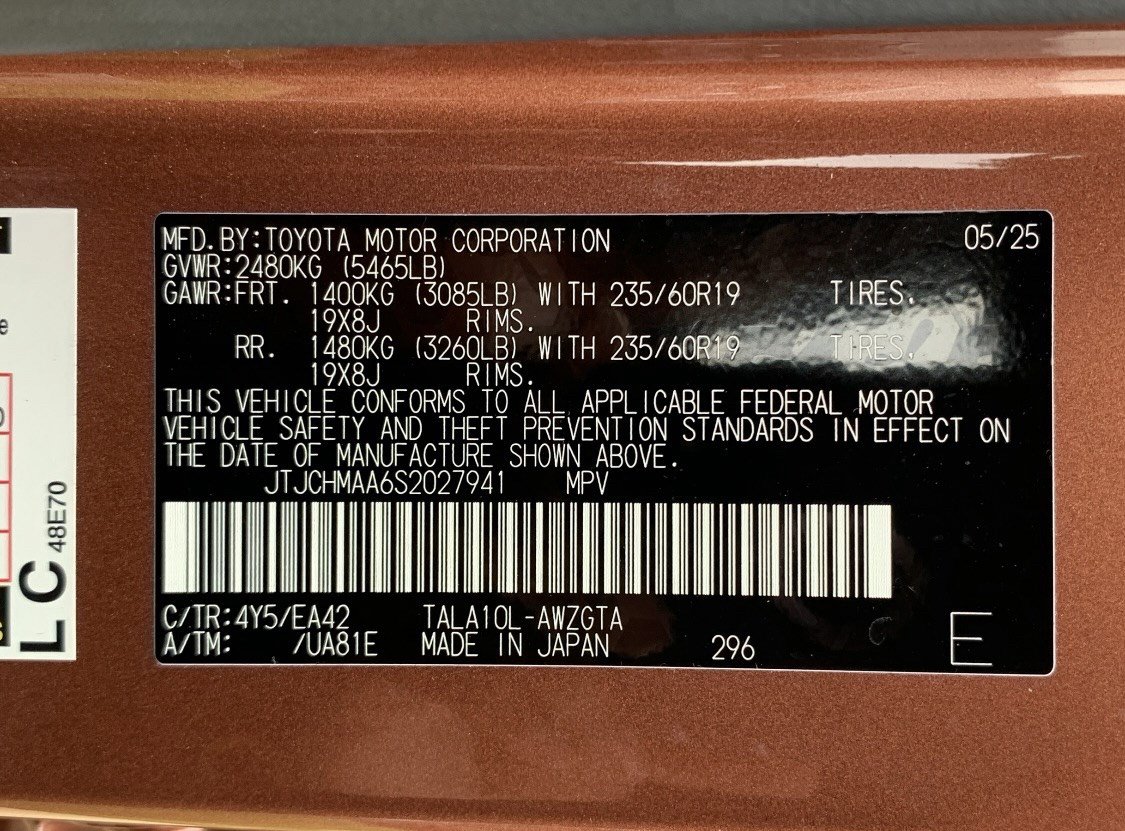 MFD.BY:TOYOTA MOTOR CORPORATION 05/25
GVWR:2480KG (5465LB)
GAWR:FRT. 1400KG (3085LB) WITH 235/60R19 TIRES.
19X8J RIMS.
RR. 1480KG (3260LB) WITH 235/60R19 TIRES.
19X8J RIMS.
THIS VEHICLE CONFORMS TO ALL APPLICABLE FEDERAL MOTOR
VEHICLE SAFETY AND THEFT PREVENTION STANDARDS IN EFFECT ON
THE DATE OF MANUFACTURE SHOWN ABOVE.
JTJCHMAA6S2027941 MPV
C/TR:4Y5/EA42 TALA10L-AWZGTA
A/TM: /UA81E MADE IN JAPAN 296
E
LC 48E70